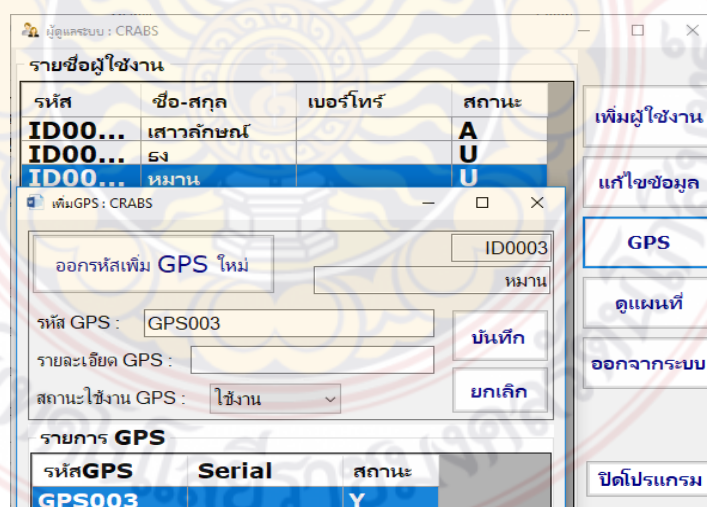 ผู้ดูแลระบบ : CRABS
รายชื่อผู้ใช้งาน
รหัส ชื่อ-สกุล เบอร์โทร์ สถานะ
ID00... เสาวลักษณ์ A
ID00... ธง U
ID00... หมาน U
เพิ่มผู้ใช้งาน
แก้ไขข้อมูล
GPS
ดูแผนที่
ออกจากระบบ
ปิดโปรแกรม
เพิ่มGPS : CRABS
ออกรหัสเพิ่ม GPS ใหม่
ID0003
หมาน
รหัส GPS : GPS003
บันทึก
รายละเอียด GPS :
สถานะใช้งาน GPS : ใช้งาน
ยกเลิก
รายการ GPS
รหัสGPS Serial สถานะ
GPS003 Y